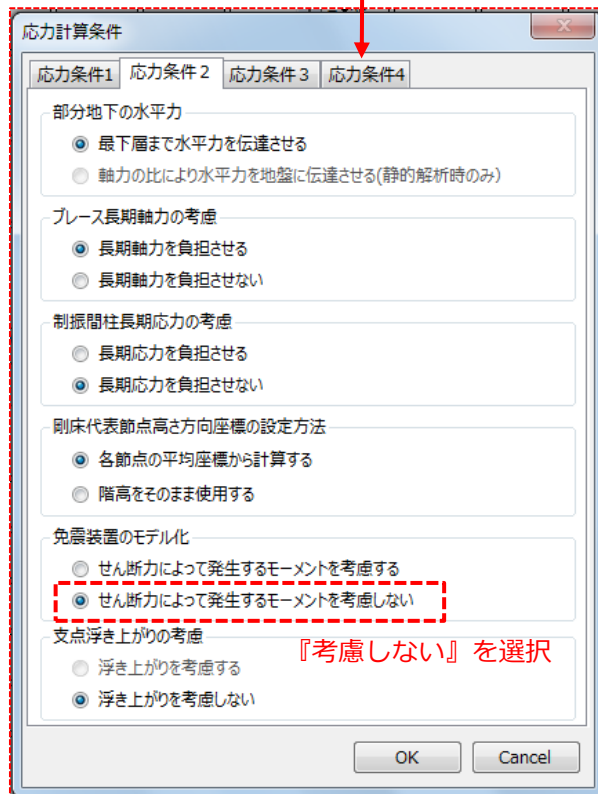 応力計算条件
応力条件1 応力条件2 応力条件3 応力条件4
部分地下の水平力
最下層まで水平力を伝達させる
軸力の比により水平力を地盤に伝達させる(静的解析時のみ)
ブレース長期軸力の考慮
長期軸力を負担させる
長期軸力を負担させない
制振間柱長期応力の考慮
長期応力を負担させる
長期応力を負担させない
剛床代表節点高さ方向座標の設定方法
各節点の平均座標から計算する
階高をそのまま使用する
免震装置のモデル化
せん断力によって発生するモーメントを考慮する
せん断力によって発生するモーメントを考慮しない
支点浮き上がりの考慮
『考慮しない』を選択
浮き上がりを考慮する
浮き上がりを考慮しない
OK Cancel